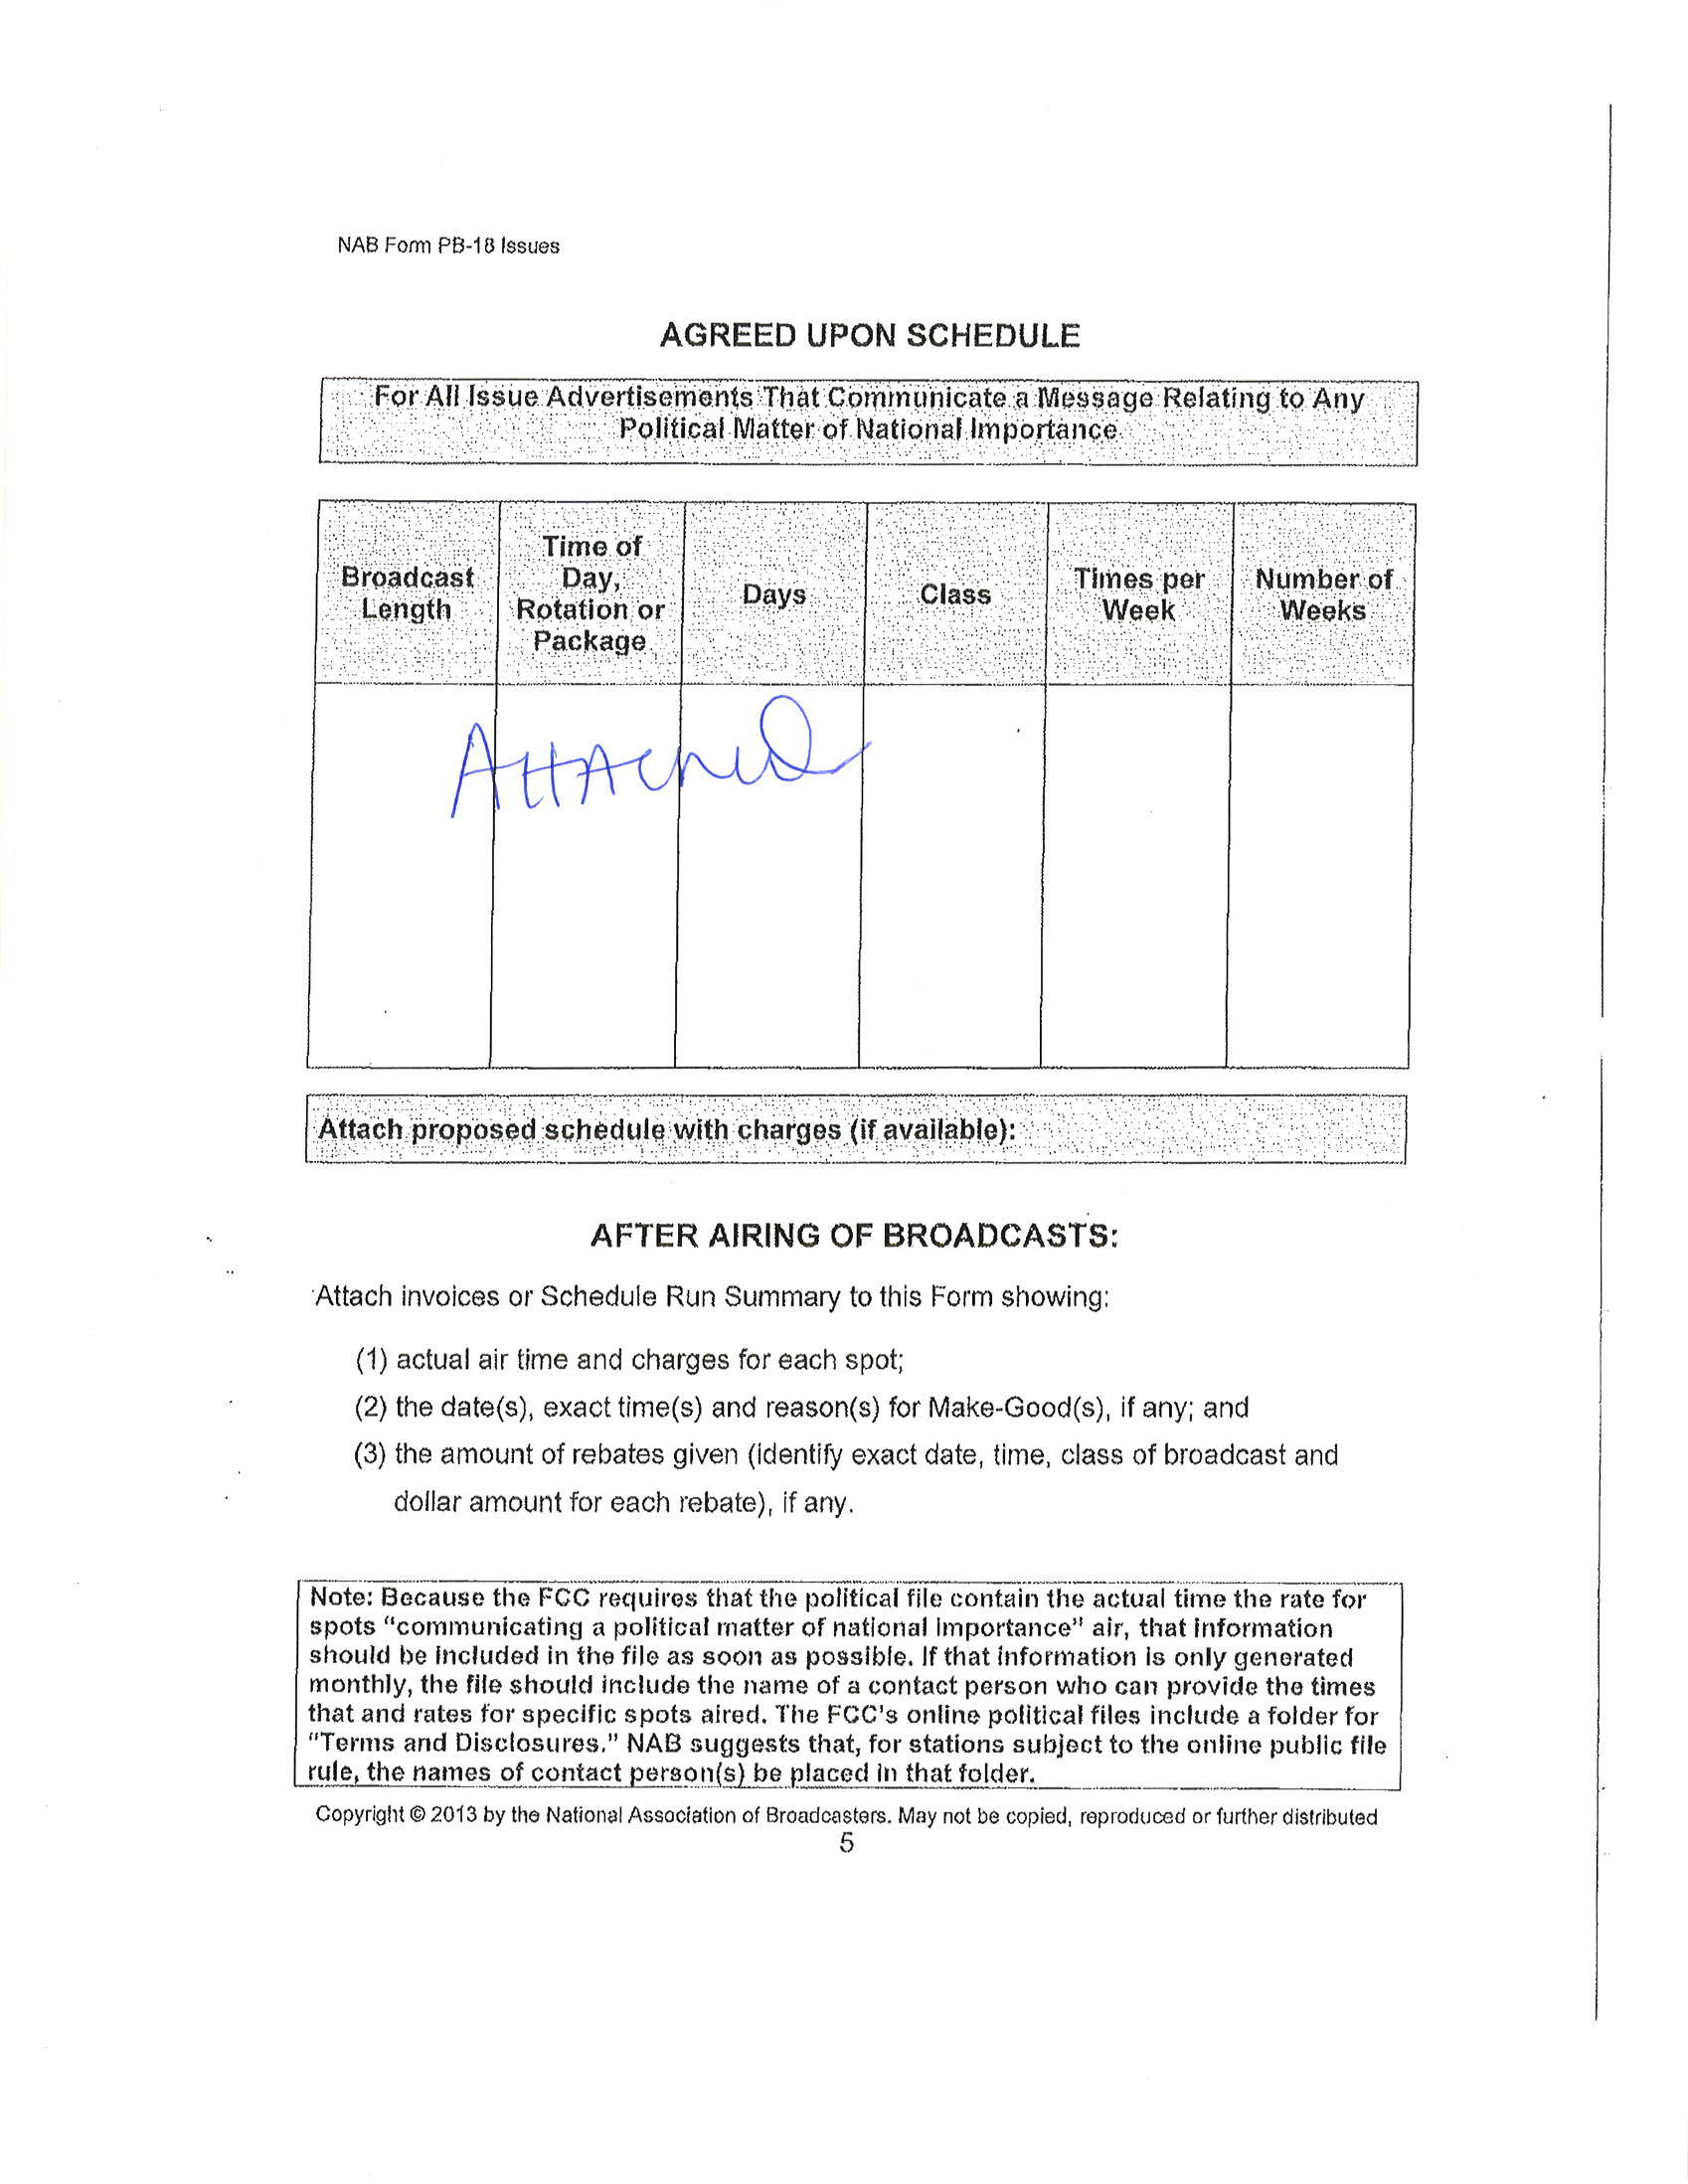 NAB Form PB-18 Issues
AGREED UPON SCHEDULE
For All Issue Advertisements That Communicate a Message Relating to Any
Political Matter of National Importance
Broadcast
Length
Time of
Day,
Rotation or
Package
Days
Class
Times per
Week
Number of
Weeks
Attached
Attach proposed schedule with charges (if available):
AFTER AIRING OF BROADCASTS:
Attach invoices or Schedule Run Summary to this Form showing:
(1) actual air time and charges for each spot;
(2) the date(s), exact time(s) and reason(s) for Make-Good(s), if any; and
(3) the amount of rebates given (identify exact date, time, class of broadcast and
dollar amount for each rebate), if any.
Note: Because the FCC requires that the political file contain the actual time the rate for
spots "communicating a political matter of national importance" air, that information
should be included in the file as soon as possible. If that information is only generated
monthly, the file should include the name of a contact person who can provide the times
that and rates for specific spots aired. The FCC's online political files include a folder for
"Terms and Disclosures." NAB suggests that, for stations subject to the online public file
rule, the names of contact person(s) be placed in that folder.
Copyright © 2013 by the National Association of Broadcasters. May not be copied, reproduced or further distributed
5